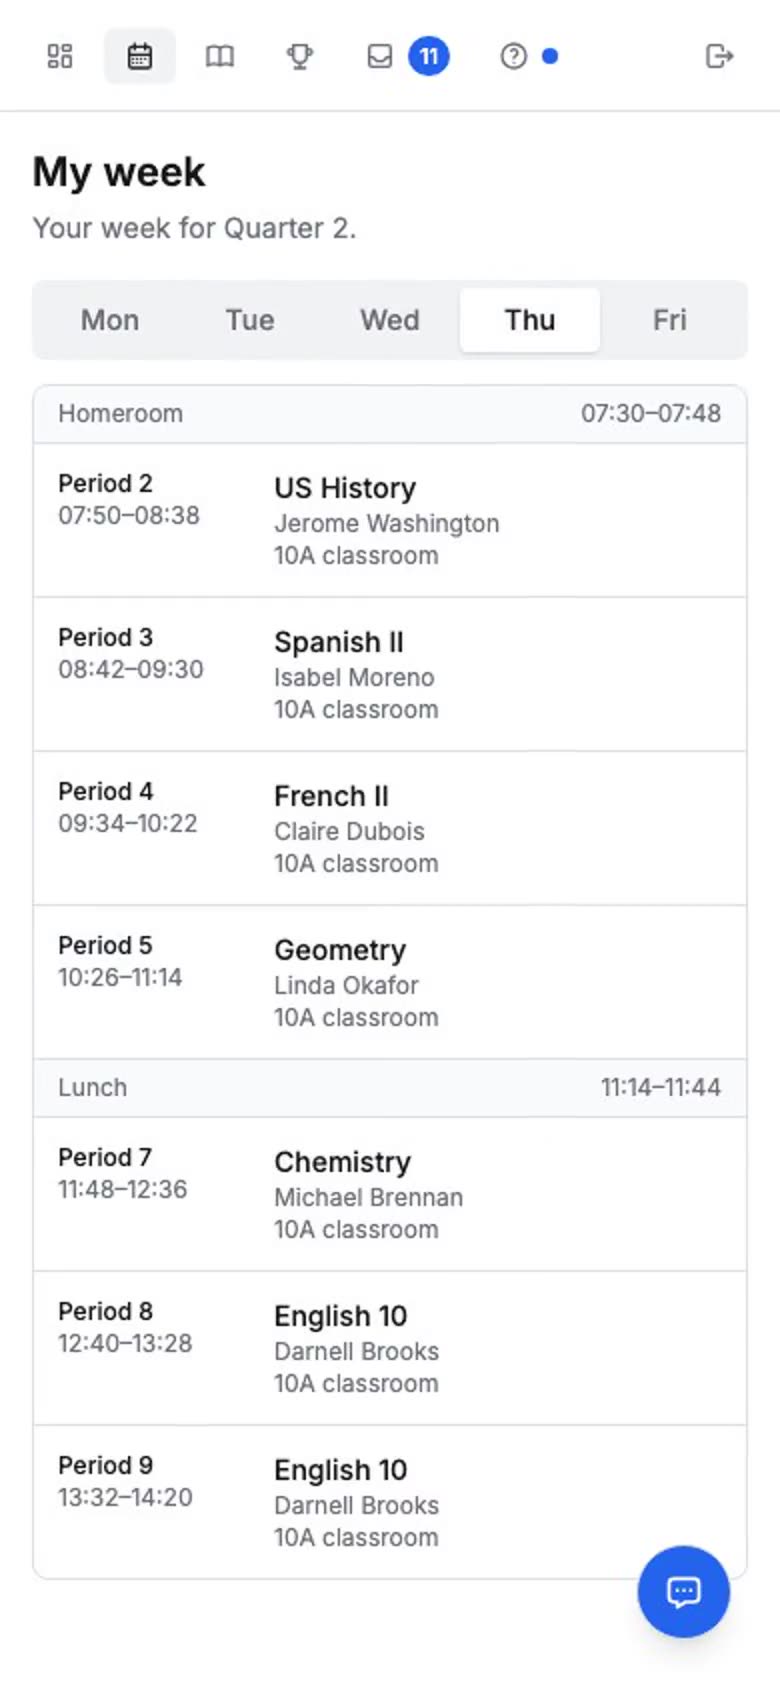 11
My week
Your week for Quarter 2.
Mon Tue Wed Thu Fri
Homeroom 07:30–07:48
Period 2
07:50–08:38
US History
Jerome Washington
10A classroom
Period 3
08:42–09:30
Spanish II
Isabel Moreno
10A classroom
Period 4
09:34–10:22
French II
Claire Dubois
10A classroom
Period 5
10:26–11:14
Geometry
Linda Okafor
10A classroom
Lunch 11:14–11:44
Period 7
11:48–12:36
Chemistry
Michael Brennan
10A classroom
Period 8
12:40–13:28
English 10
Darnell Brooks
10A classroom
Period 9
13:32–14:20
English 10
Darnell Brooks
10A classroom